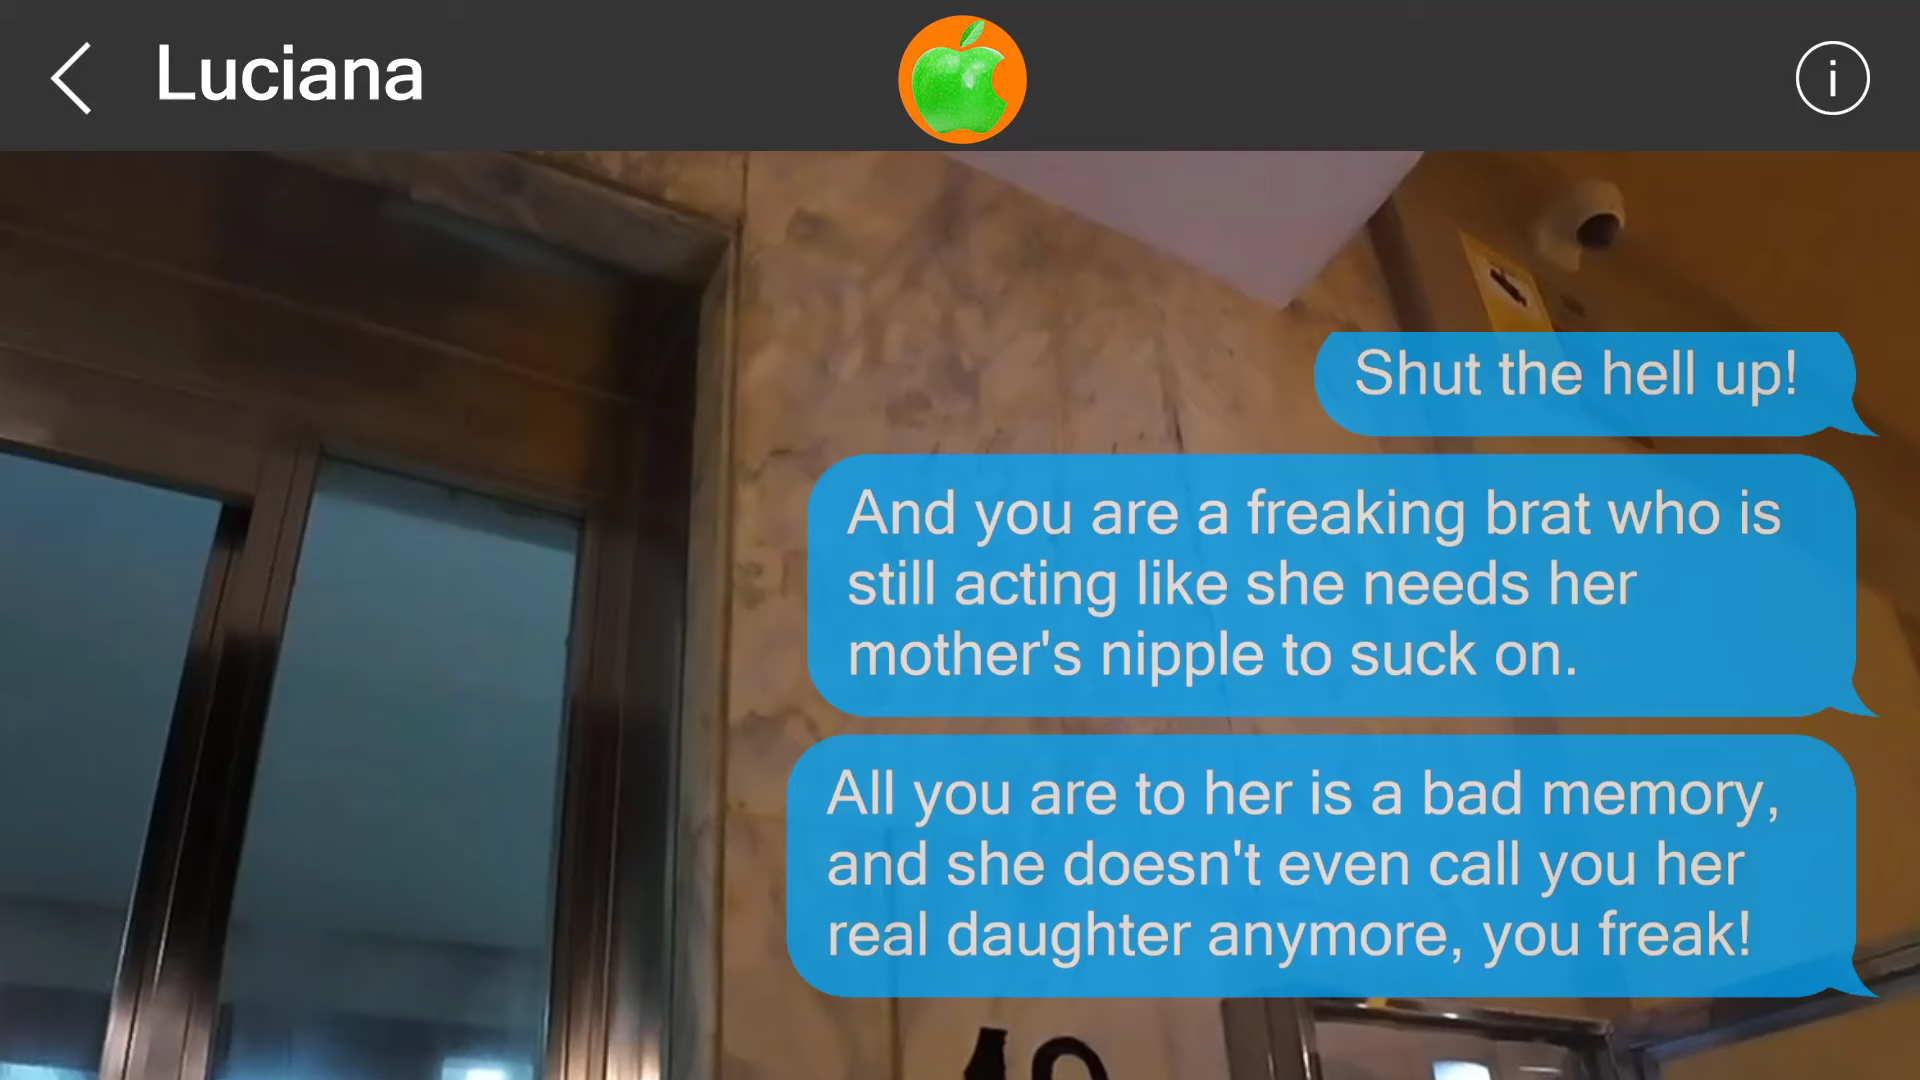 Luciana
i
Shut the hell up!
And you are a freaking brat who is
still acting like she needs her
mother's nipple to suck on.
All you are to her is a bad memory,
and she doesn't even call you her
real daughter anymore, you freak!